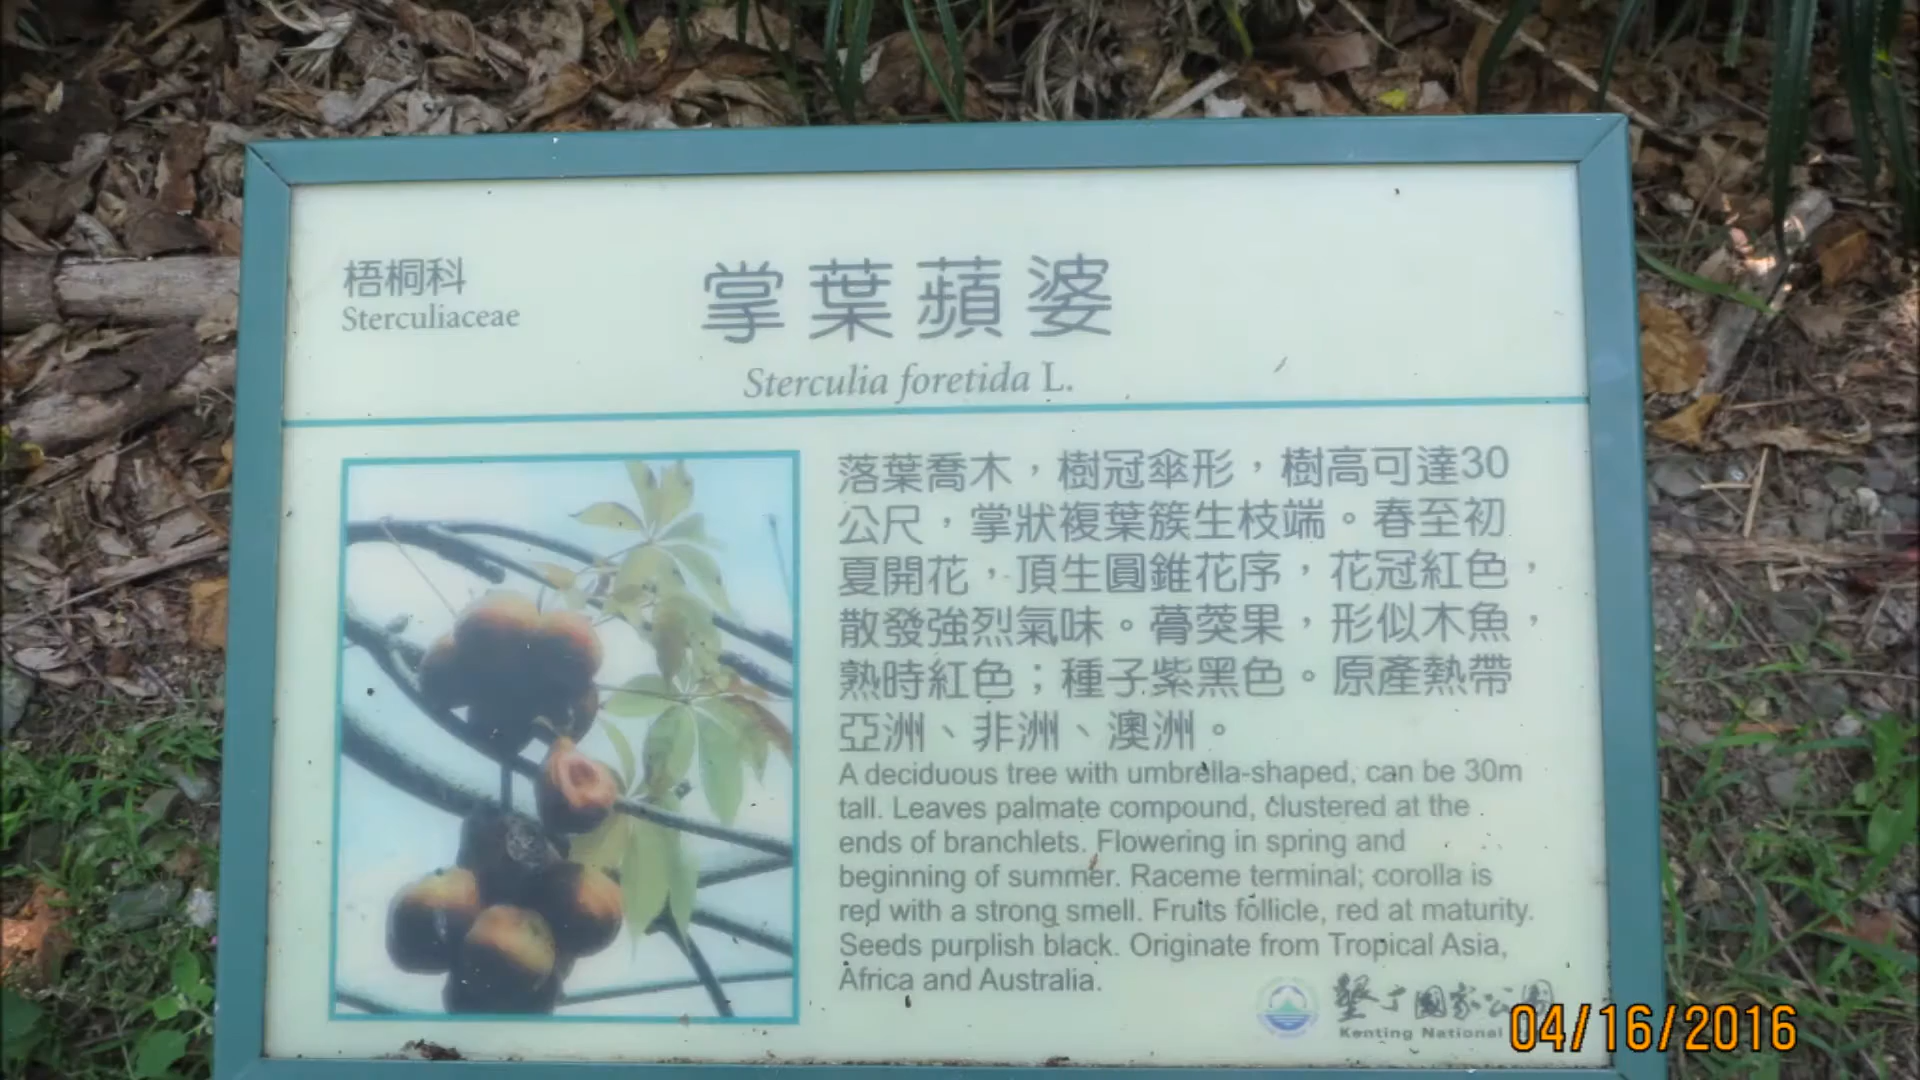 梧桐科
Sterculiaceae
掌葉蘋婆
Sterculia foretida L.
落葉喬木，樹冠傘形，樹高可達30
公尺，掌狀複葉簇生枝端。春至初
夏開花，頂生圓錐花序，花冠紅色，
散發強烈氣味。蓇葖果，形似木魚，
熟時紅色；種子紫黑色。原產熱帶
亞洲、非洲、澳洲。
A deciduous tree with umbrella-shaped, can be 30m
tall. Leaves palmate compound, clustered at the
ends of branchlets. Flowering in spring and
beginning of summer. Raceme terminal; corolla is
red with a strong smell. Fruits follicle, red at maturity.
Seeds purplish black. Originate from Tropical Asia,
Africa and Australia.
墾丁國家公園
Kenting National
04/16/2016